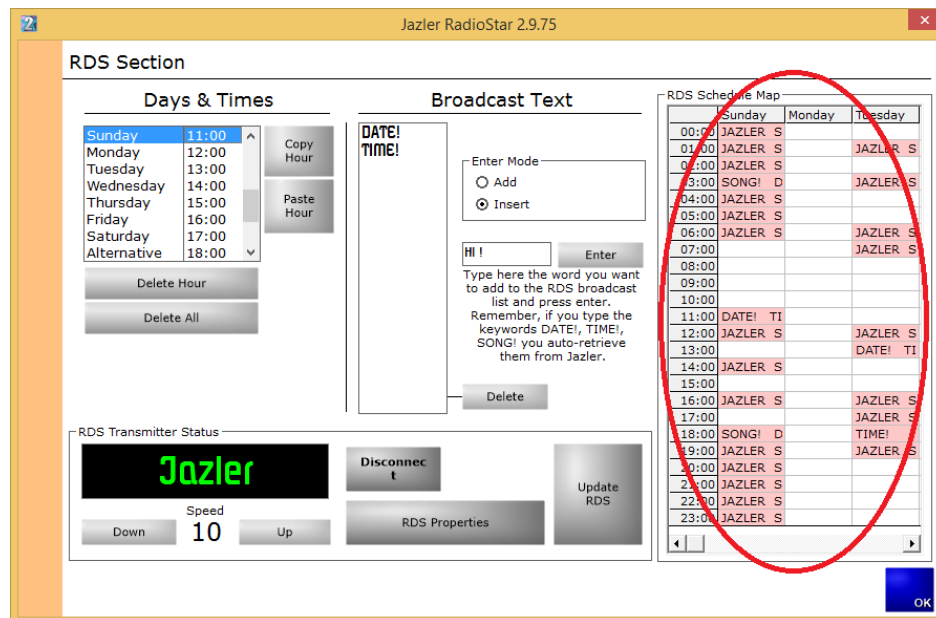 Jazler RadioStar 2.9.75
RDS Section
Days & Times
Sunday 11:00
Monday 12:00
Tuesday 13:00
Wednesday 14:00
Thursday 15:00
Friday 16:00
Saturday 17:00
Alternative 18:00
Copy
Hour
Paste
Hour
Delete Hour
Delete All
Broadcast Text
DATE!
TIME!
Enter Mode
Add
Insert
HI !
Enter
Type here the word you want
to add to the RDS broadcast
list and press enter.
Remember, if you type the
keywords DATE!, TIME!,
SONG! you auto-retrieve
them from Jazler.
Delete
RDS Schedule Map
Sunday Monday Tuesday
00:00 JAZLER S
01:00 JAZLER S JAZLER S
02:00 JAZLER S
03:00 SONG! D JAZLER S
04:00 JAZLER S
05:00 JAZLER S
06:00 JAZLER S JAZLER S
07:00 JAZLER S
08:00
09:00
10:00
11:00 DATE! TI
12:00 JAZLER S JAZLER S
13:00 DATE! TI
14:00 JAZLER S
15:00
16:00 JAZLER S JAZLER S
17:00 JAZLER S
18:00 SONG! D TIME!
19:00 JAZLER S JAZLER S
20:00 JAZLER S
21:00 JAZLER S
22:00 JAZLER S
23:00 JAZLER S
RDS Transmitter Status
Jazler
Speed
Down 10 Up
Disconnec
t
RDS Properties
Update
RDS
OK